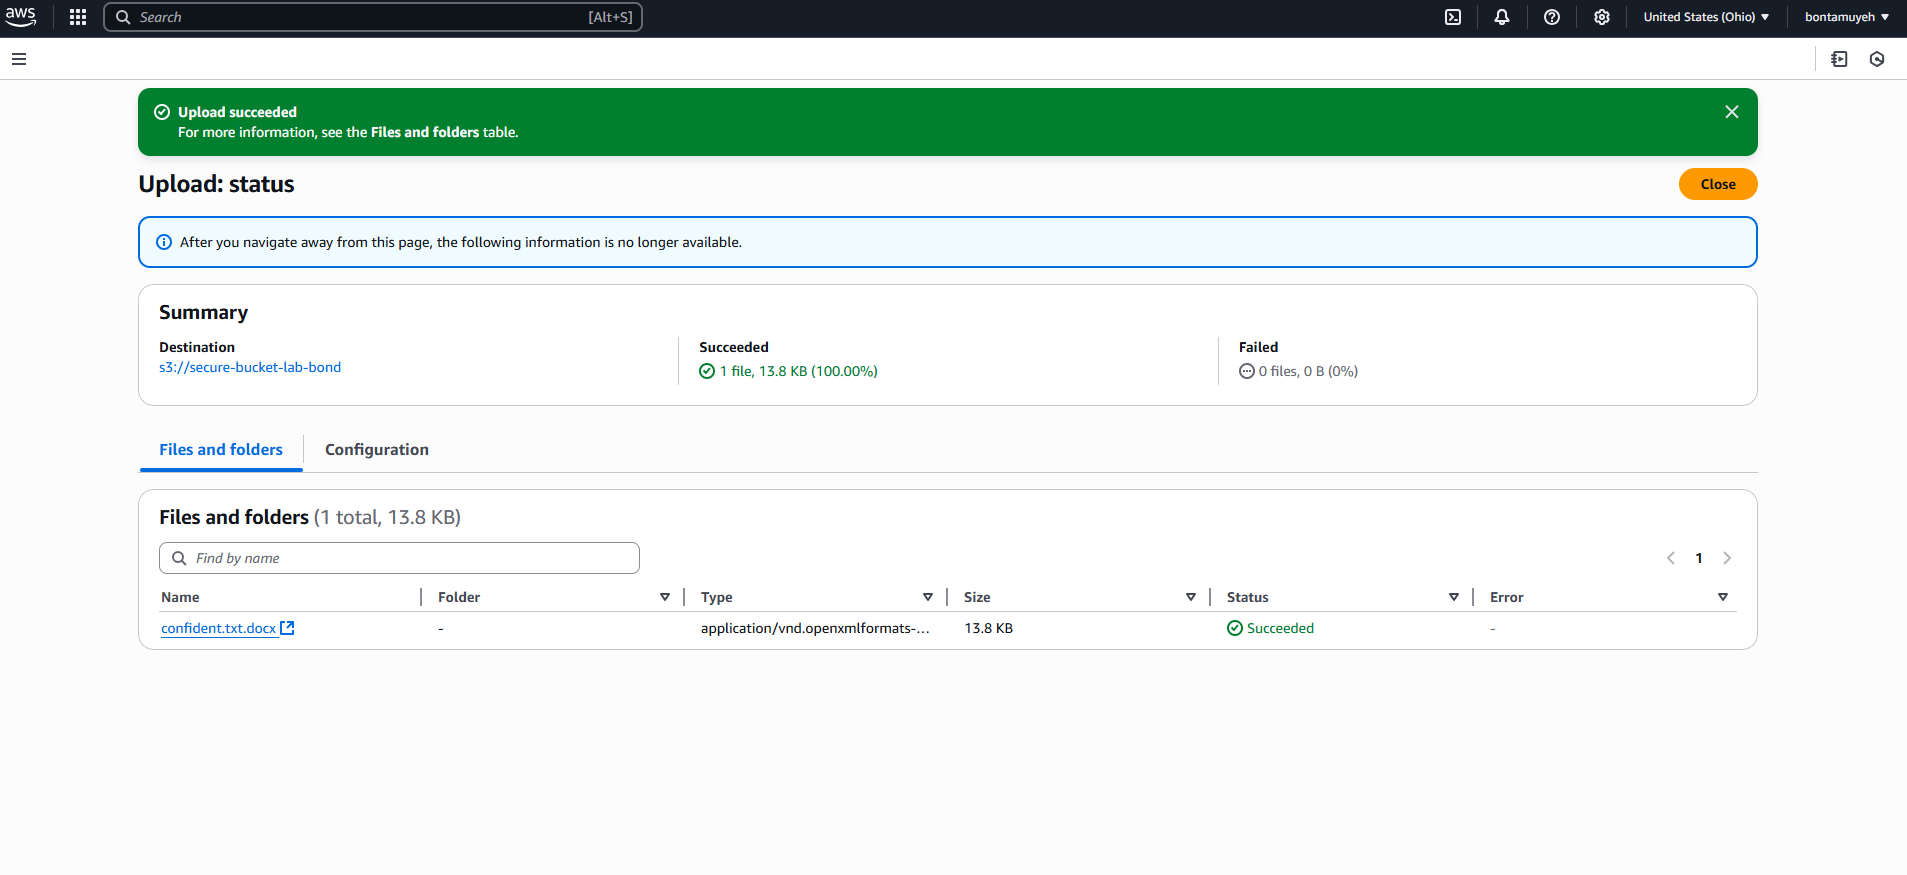 aws
Search [Alt+S]
United States (Ohio)
bontamuyeh
Upload succeeded
For more information, see the Files and folders table.
Upload: status
Close
After you navigate away from this page, the following information is no longer available.
Summary
Destination
s3://secure-bucket-lab-bond
Succeeded
1 file, 13.8 KB (100.00%)
Failed
0 files, 0 B (0%)
Files and folders
Configuration
Files and folders (1 total, 13.8 KB)
Find by name
1
Name Folder Type Size Status Error
confident.txt.docx - application/vnd.openxmlformats-... 13.8 KB Succeeded -